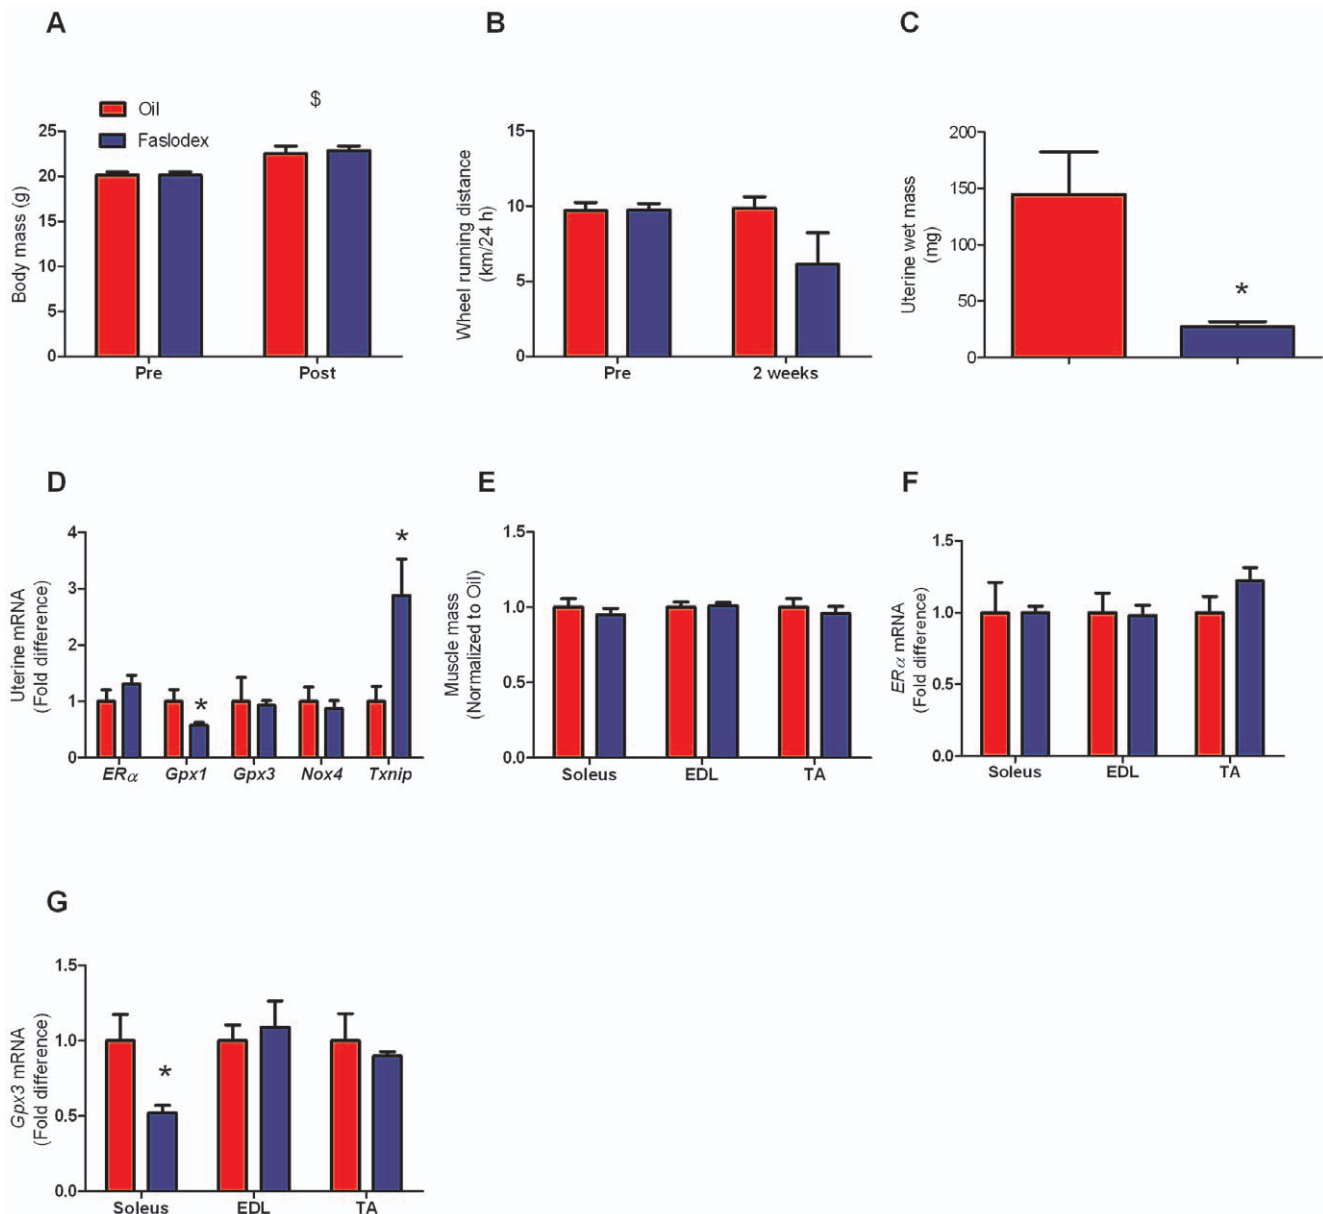 A
B
C
Oil
Faslodex
$
Body mass (g)
25
20
15
10
5
0
Pre
Post
Wheel running distance
(km/24 h)
15
10
5
0
Pre
2 weeks
Uterine wet mass
(mg)
200
150
100
50
0
*
D
E
F
Uterine mRNA
(Fold difference)
4
3
2
1
0
*
*
ERα
Gpx1
Gpx3
Nox4
Txnip
Muscle mass
(Normalized to Oil)
1.5
1.0
0.5
0.0
Soleus
EDL
TA
ERα mRNA
(Fold difference)
1.5
1.0
0.5
0.0
Soleus
EDL
TA
G
Gpx3 mRNA
(Fold difference)
1.5
1.0
0.5
0.0
*
Soleus
EDL
TA